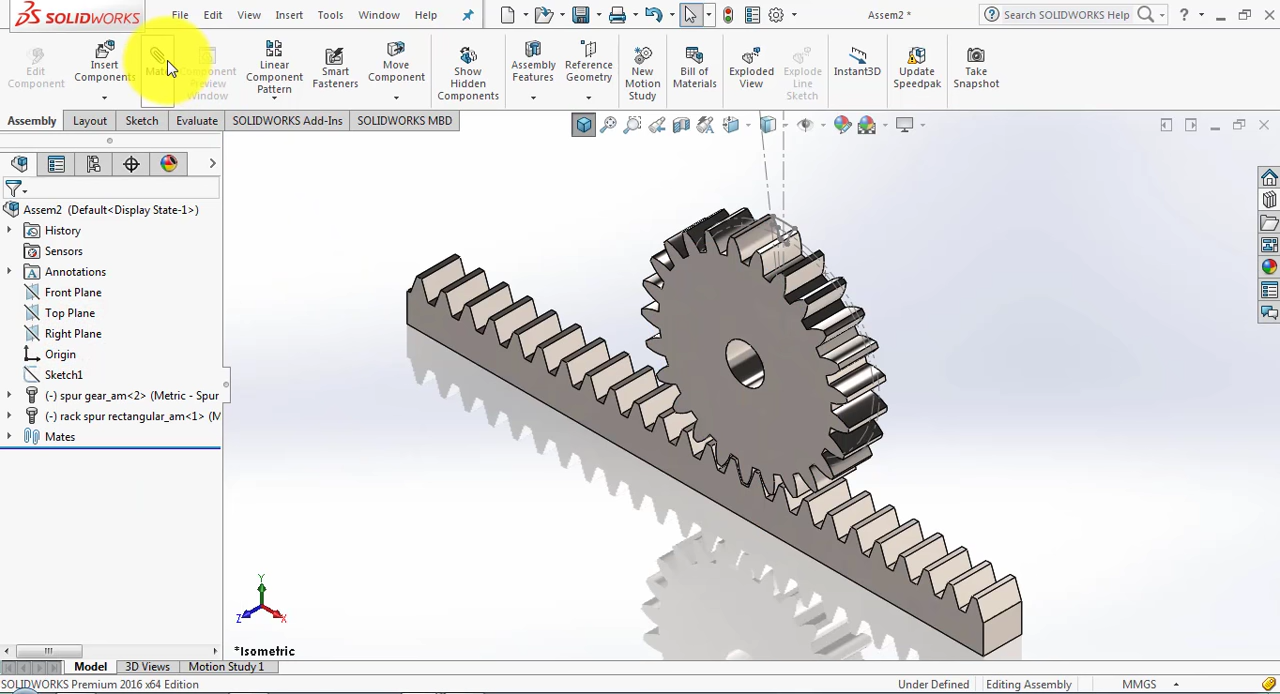 SOLIDWORKS File Edit View Insert Tools Window Help Assem2 * Search SOLIDWORKS Help ?
Edit Component
Insert Components
Mate
Component Preview Window
Linear Component Pattern
Smart Fasteners
Move Component
Show Hidden Components
Assembly Features
Reference Geometry
New Motion Study
Bill of Materials
Exploded View
Explode Line Sketch
Instant3D
Update Speedpak
Take Snapshot
Assembly Layout Sketch Evaluate SOLIDWORKS Add-Ins SOLIDWORKS MBD
Assem2 (Default<Display State-1>)
History
Sensors
Annotations
Front Plane
Top Plane
Right Plane
Origin
Sketch1
(-) spur gear_am<2> (Metric - Spur
(-) rack spur rectangular_am<1> (M
Mates
Y
Z X
*Isometric
Model 3D Views Motion Study 1
SOLIDWORKS Premium 2016 x64 Edition Under Defined Editing Assembly MMGS